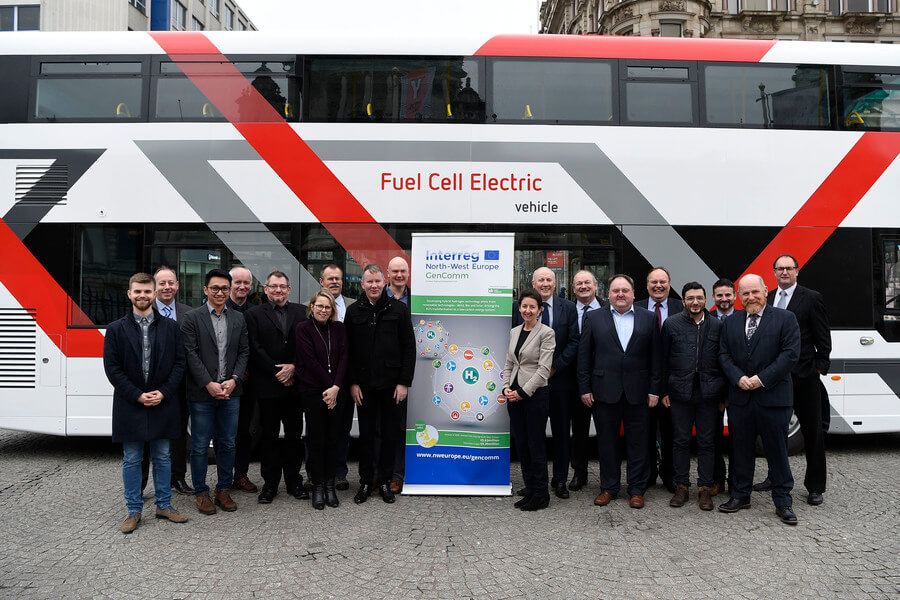 Fuel Cell Electric
vehicle
Interreg
North-West Europe
GenComm
H₂
www.nweurope.eu/gencomm